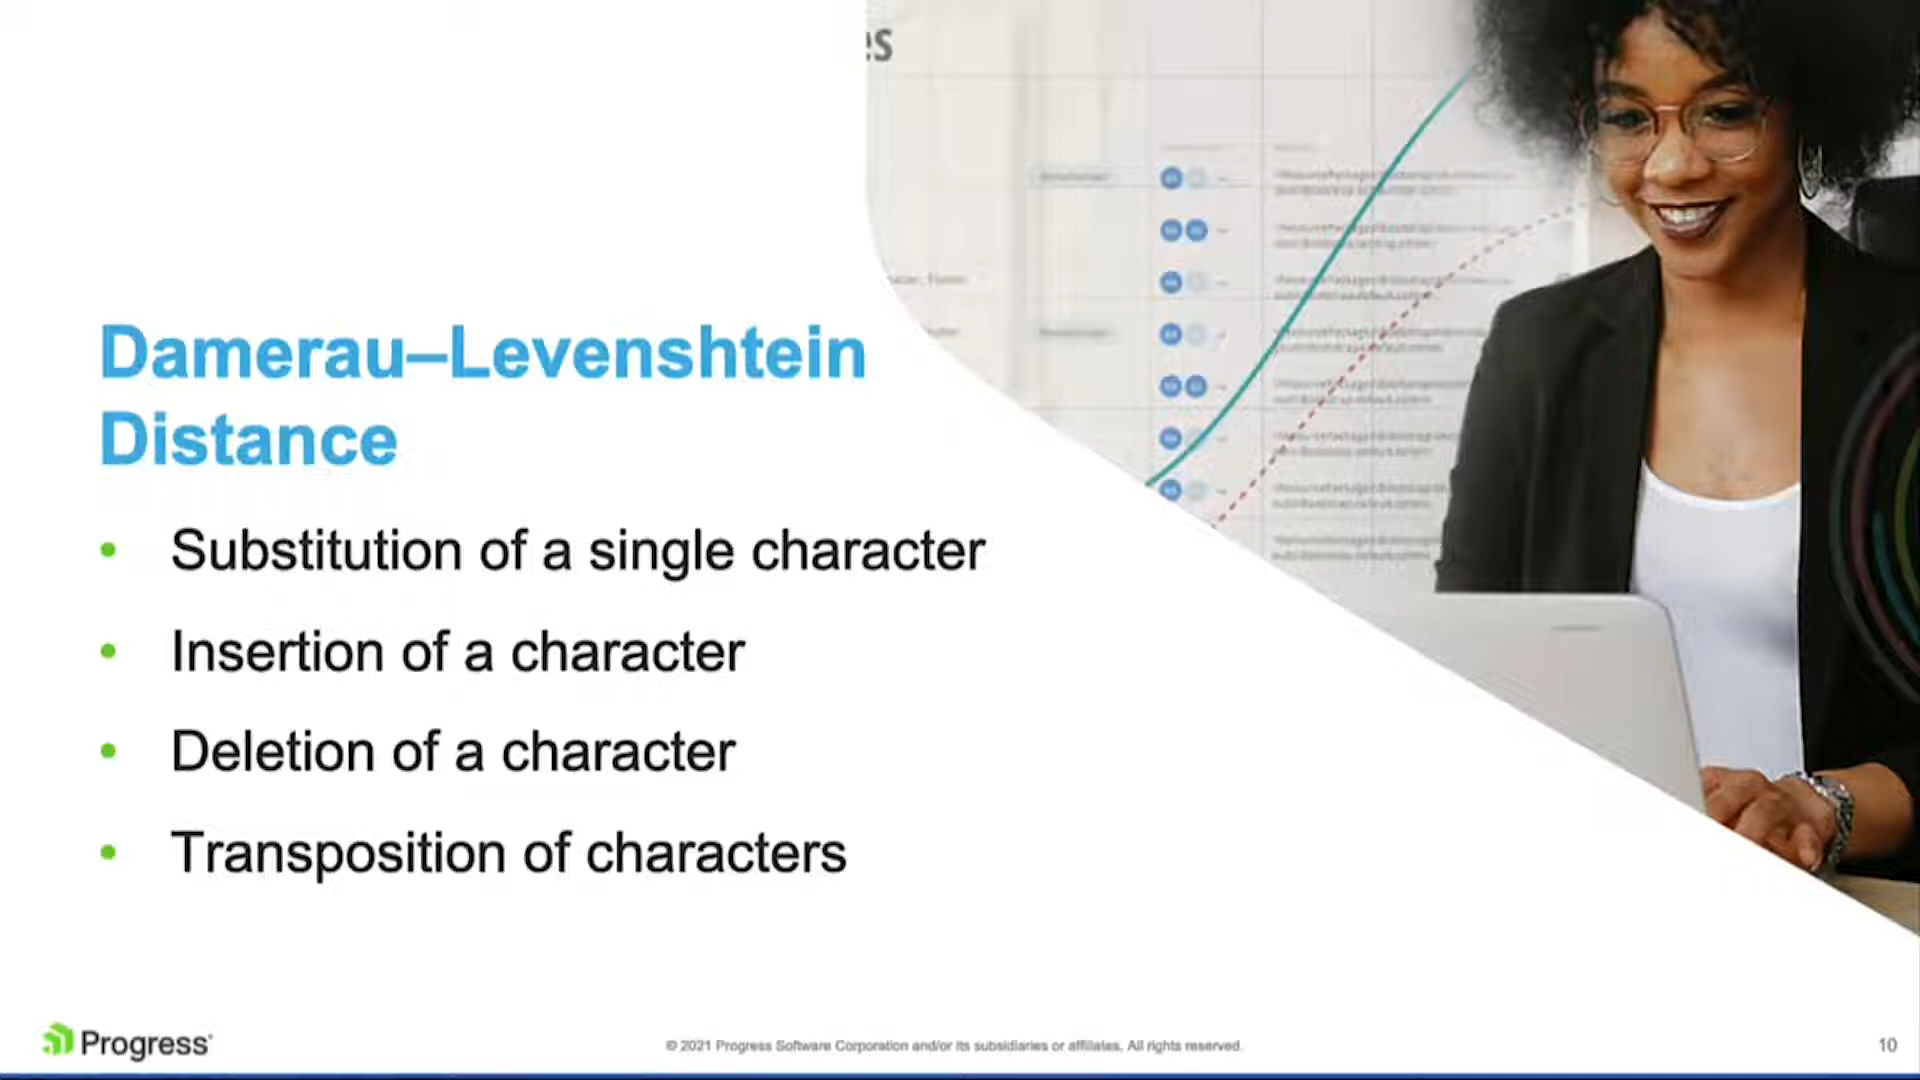 es
Damerau–Levenshtein
Distance
• Substitution of a single character
• Insertion of a character
• Deletion of a character
• Transposition of characters
Progress
© 2021 Progress Software Corporation and/or its subsidiaries or affiliates. All rights reserved.
10